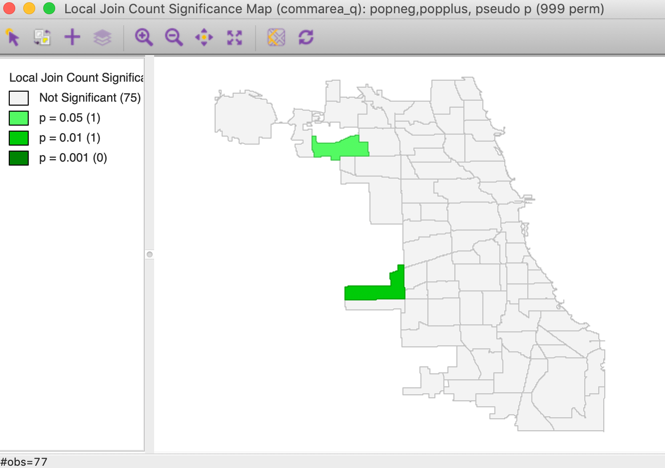 Local Join Count Significance Map (commarea_q): popneg,popplus, pseudo p (999 perm)
Local Join Count Significa
Not Significant (75)
p = 0.05 (1)
p = 0.01 (1)
p = 0.001 (0)
#obs=77